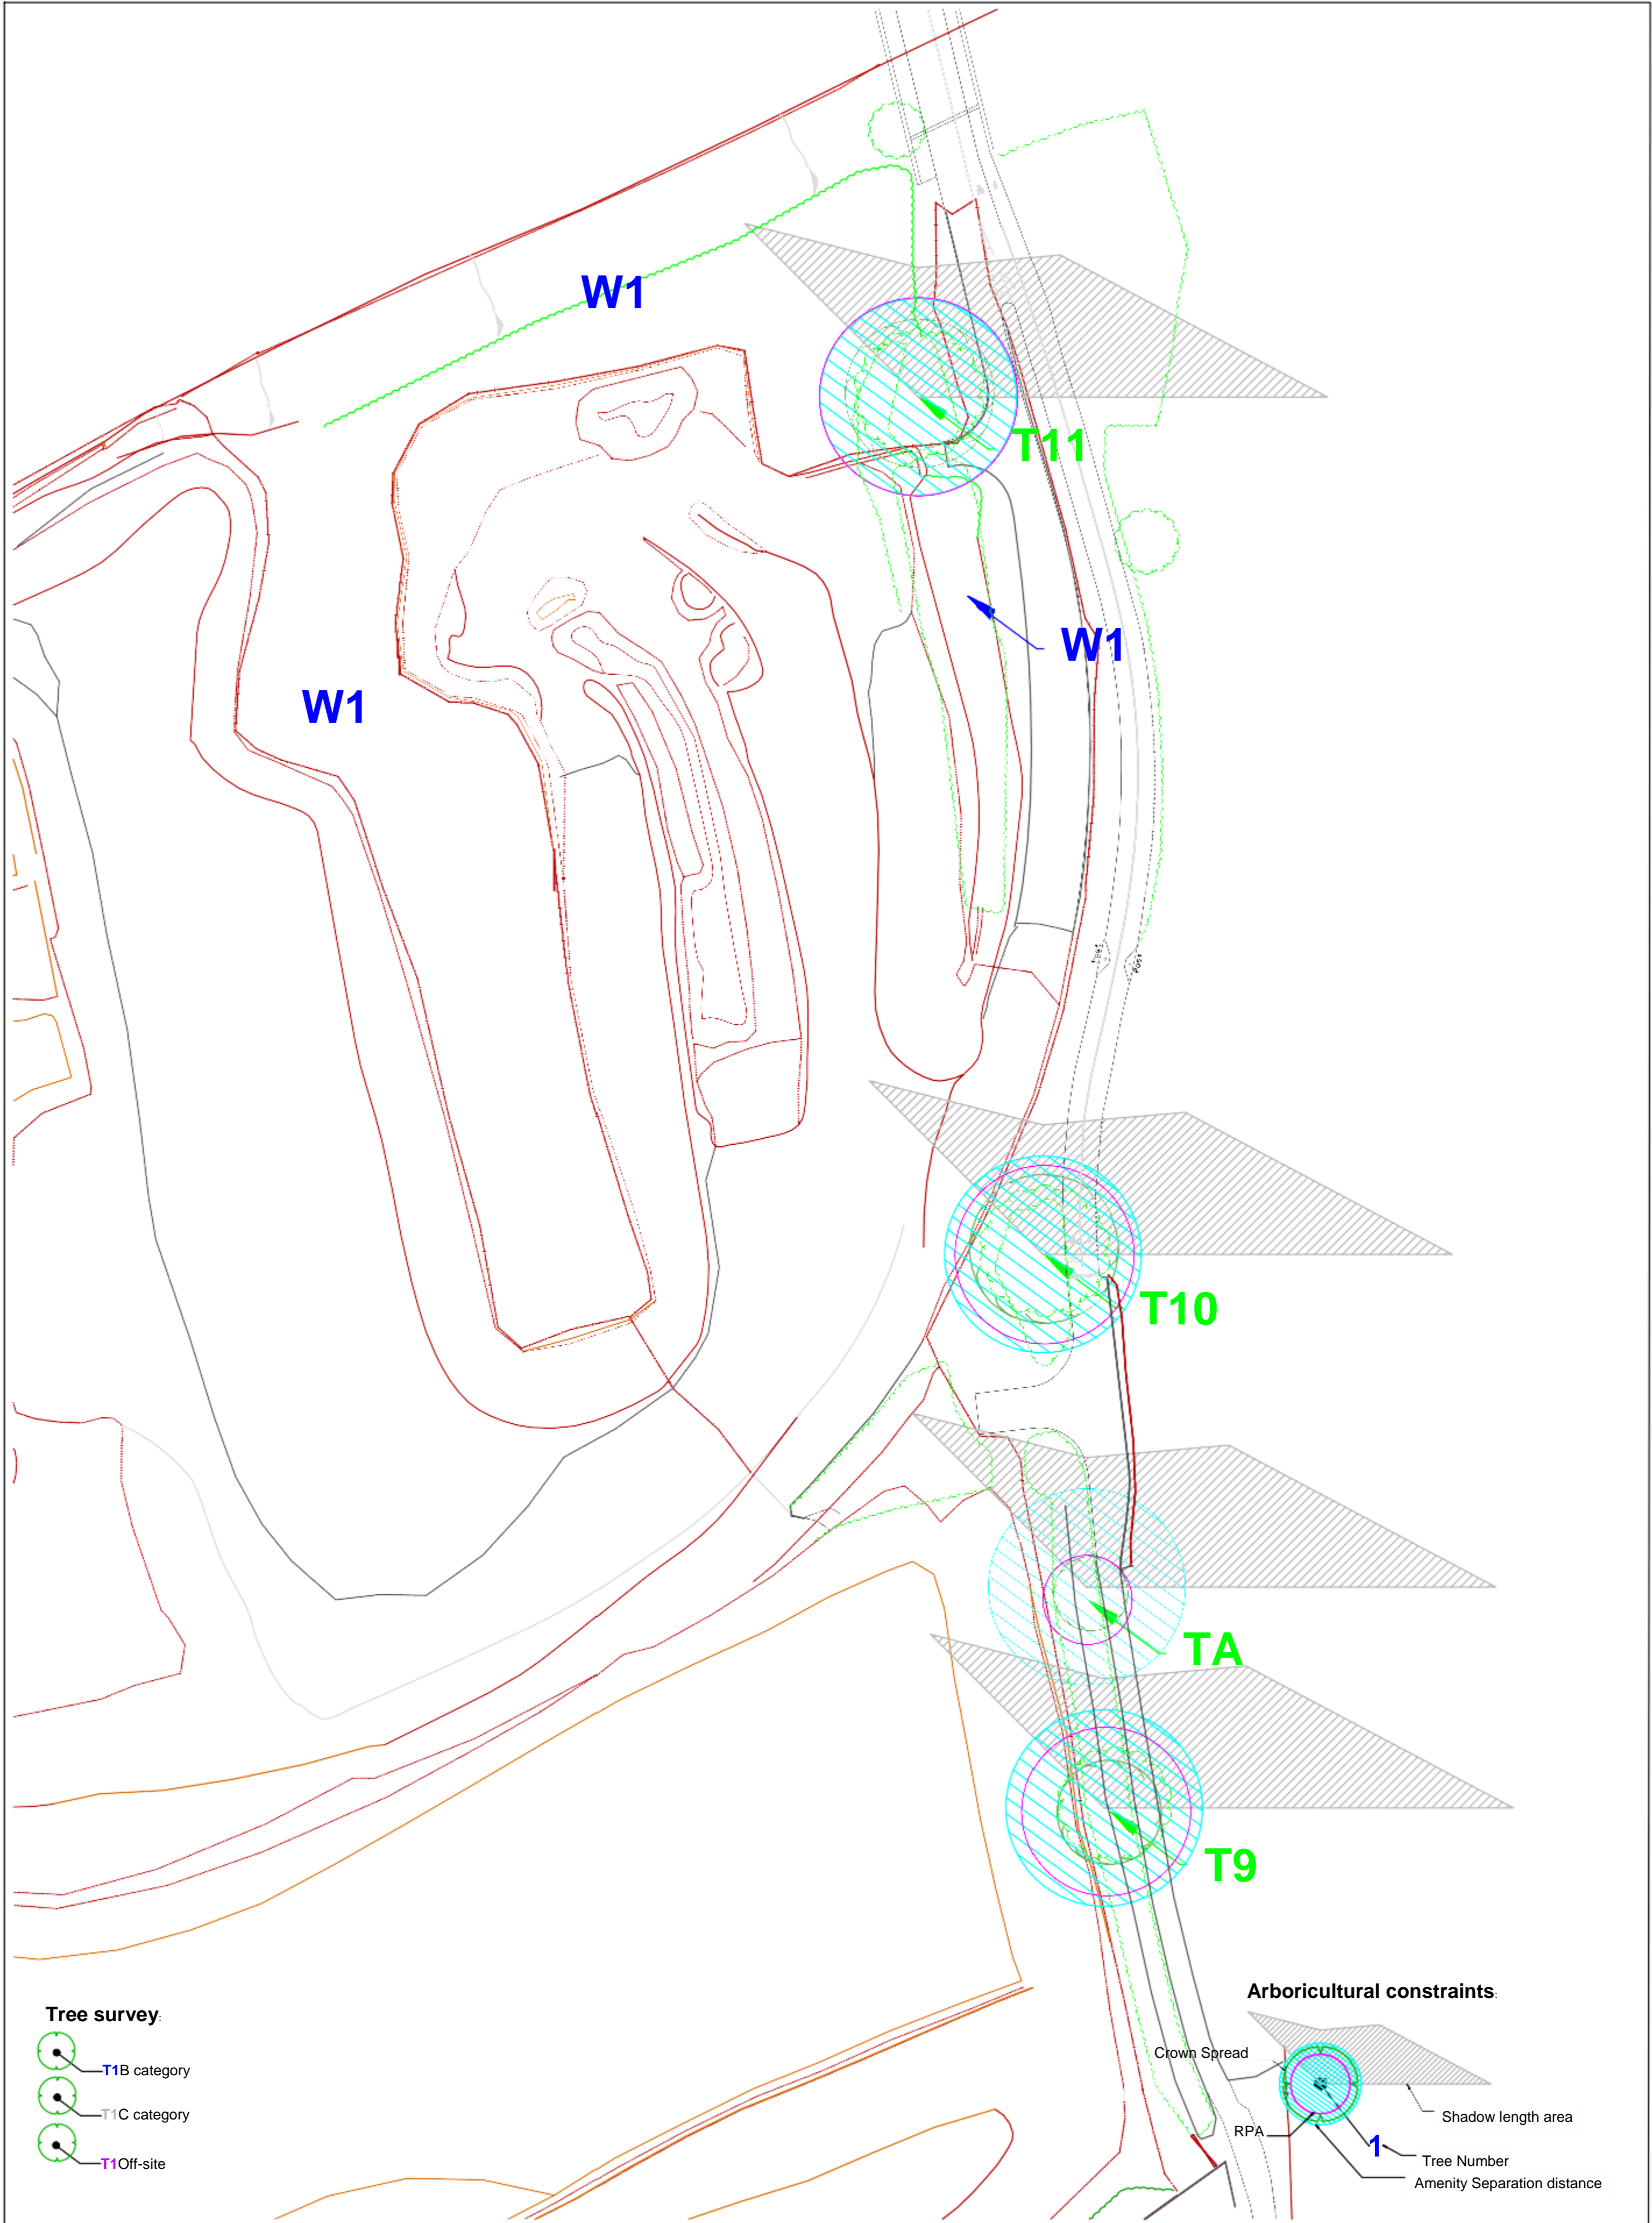 W1
T11
W1
W1
Post
T10
TA
T9
Tree survey:
T1B category
T1C category
T1Off-site
Arboricultural constraints:
Crown Spread
Shadow length area
RPA
1
Tree Number
Amenity Separation distance